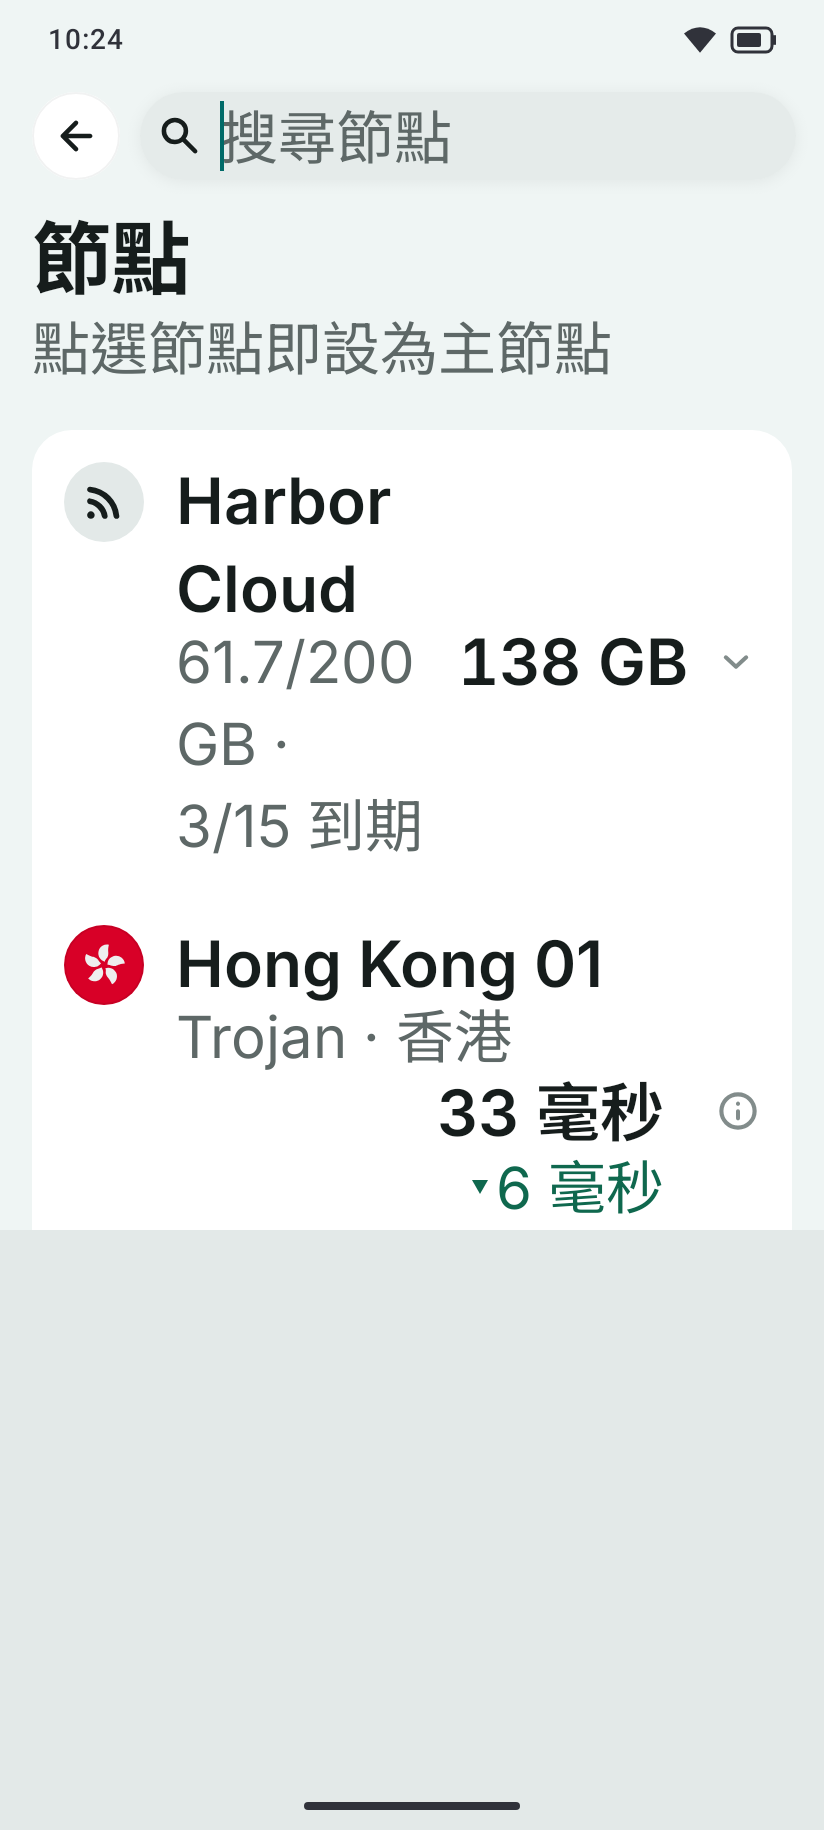 10:24
搜尋節點
節點
點選節點即設為主節點
Harbor
Cloud
61.7/200
GB ·
3/15 到期
138 GB
Hong Kong 01
Trojan · 香港
33 毫秒
▼6 毫秒